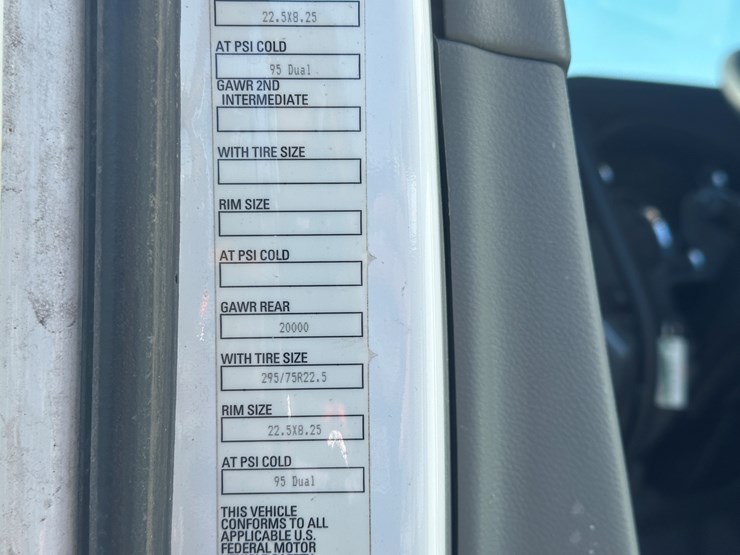 22.5X8.25
AT PSI COLD
95 Dual
GAWR 2ND
INTERMEDIATE
WITH TIRE SIZE
RIM SIZE
AT PSI COLD
GAWR REAR
20000
WITH TIRE SIZE
295/75R22.5
RIM SIZE
22.5X8.25
AT PSI COLD
95 Dual
THIS VEHICLE
CONFORMS TO ALL
APPLICABLE U.S.
FEDERAL MOTOR